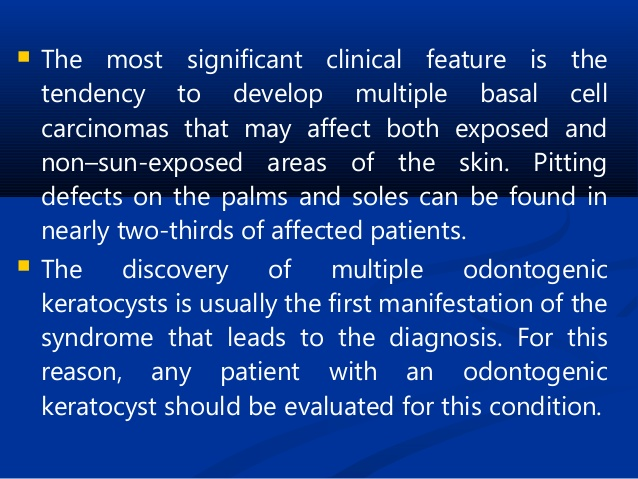 The most significant clinical feature is the
tendency to develop multiple basal cell
carcinomas that may affect both exposed and
non–sun-exposed areas of the skin. Pitting
defects on the palms and soles can be found in
nearly two-thirds of affected patients.
The discovery of multiple odontogenic
keratocysts is usually the first manifestation of the
syndrome that leads to the diagnosis. For this
reason, any patient with an odontogenic
keratocyst should be evaluated for this condition.